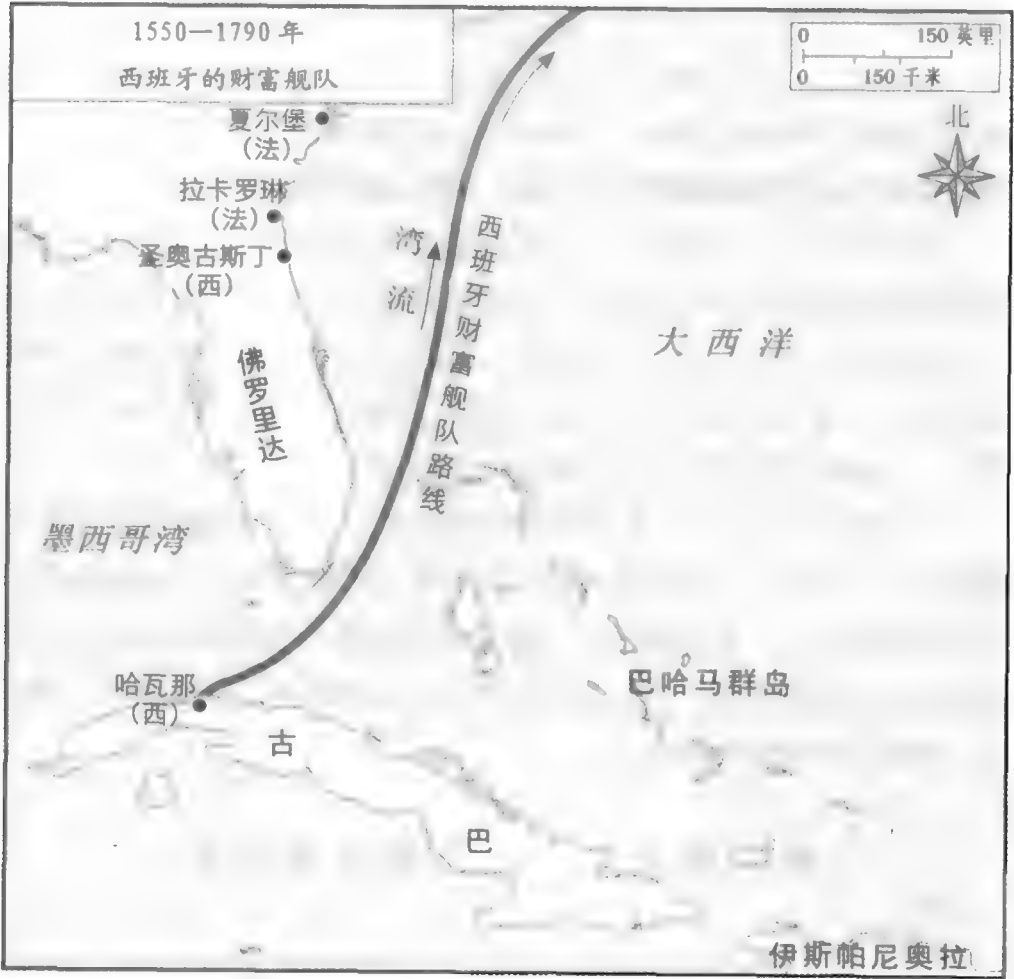 1550—1790 年
西班牙的财富舰队
0 150 英里
0 150 千米
北
夏尔堡
（法）
拉卡罗琳
（法）
圣奥古斯丁
（西）
湾流
西班牙财富舰队路线
大西洋
佛罗里达
墨西哥湾
哈瓦那
（西）
巴哈马群岛
古巴
伊斯帕尼奥拉